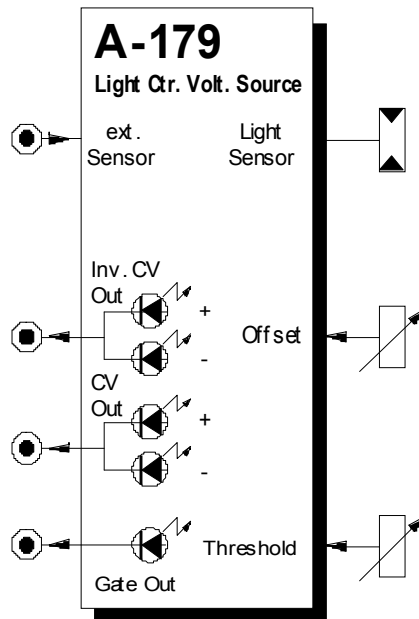 A-179
Light Ctr. Volt. Source
ext. Light
Sensor Sensor
Inv. CV
Out
+
Offset
-
CV
Out
+
-
Threshold
Gate Out